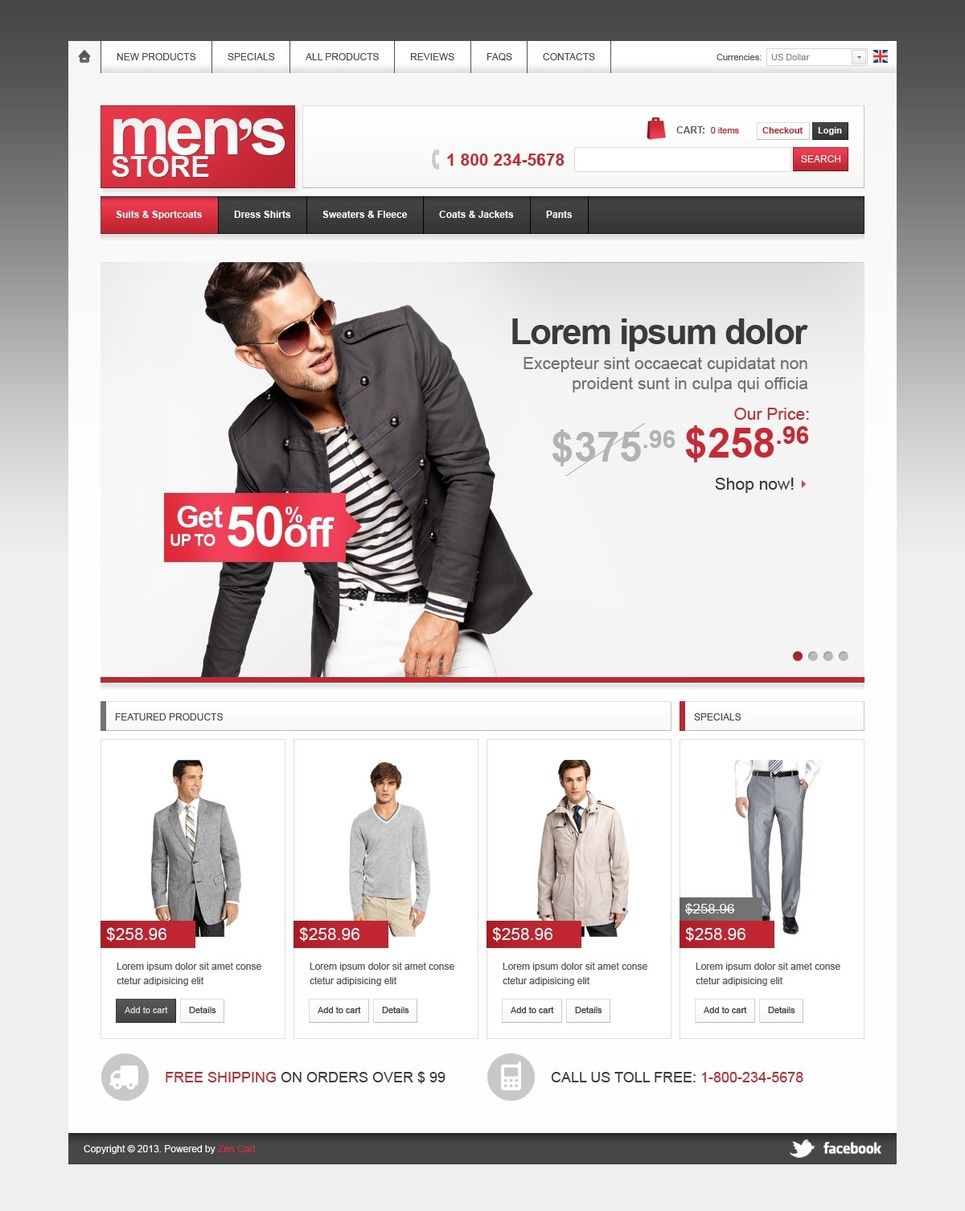 NEW PRODUCTS
SPECIALS
ALL PRODUCTS
REVIEWS
FAQS
CONTACTS
Currencies: US Dollar
men's
STORE
CART: 0 items
Checkout
Login
1 800 234-5678
SEARCH
Suits & Sportcoats
Dress Shirts
Sweaters & Fleece
Coats & Jackets
Pants
Lorem ipsum dolor
Excepteur sint occaecat cupidatat non
proident sunt in culpa qui officia
Our Price:
$375.96 $258.96
Shop now!
Get UP TO 50% off
FEATURED PRODUCTS
SPECIALS
$258.96
Lorem ipsum dolor sit amet conse
ctetur adipisicing elit
Add to cart
Details
$258.96
Lorem ipsum dolor sit amet conse
ctetur adipisicing elit
Add to cart
Details
$258.96
Lorem ipsum dolor sit amet conse
ctetur adipisicing elit
Add to cart
Details
$258.96
$258.96
Lorem ipsum dolor sit amet conse
ctetur adipisicing elit
Add to cart
Details
FREE SHIPPING ON ORDERS OVER $ 99
CALL US TOLL FREE: 1-800-234-5678
Copyright © 2013. Powered by Zen Cart
facebook